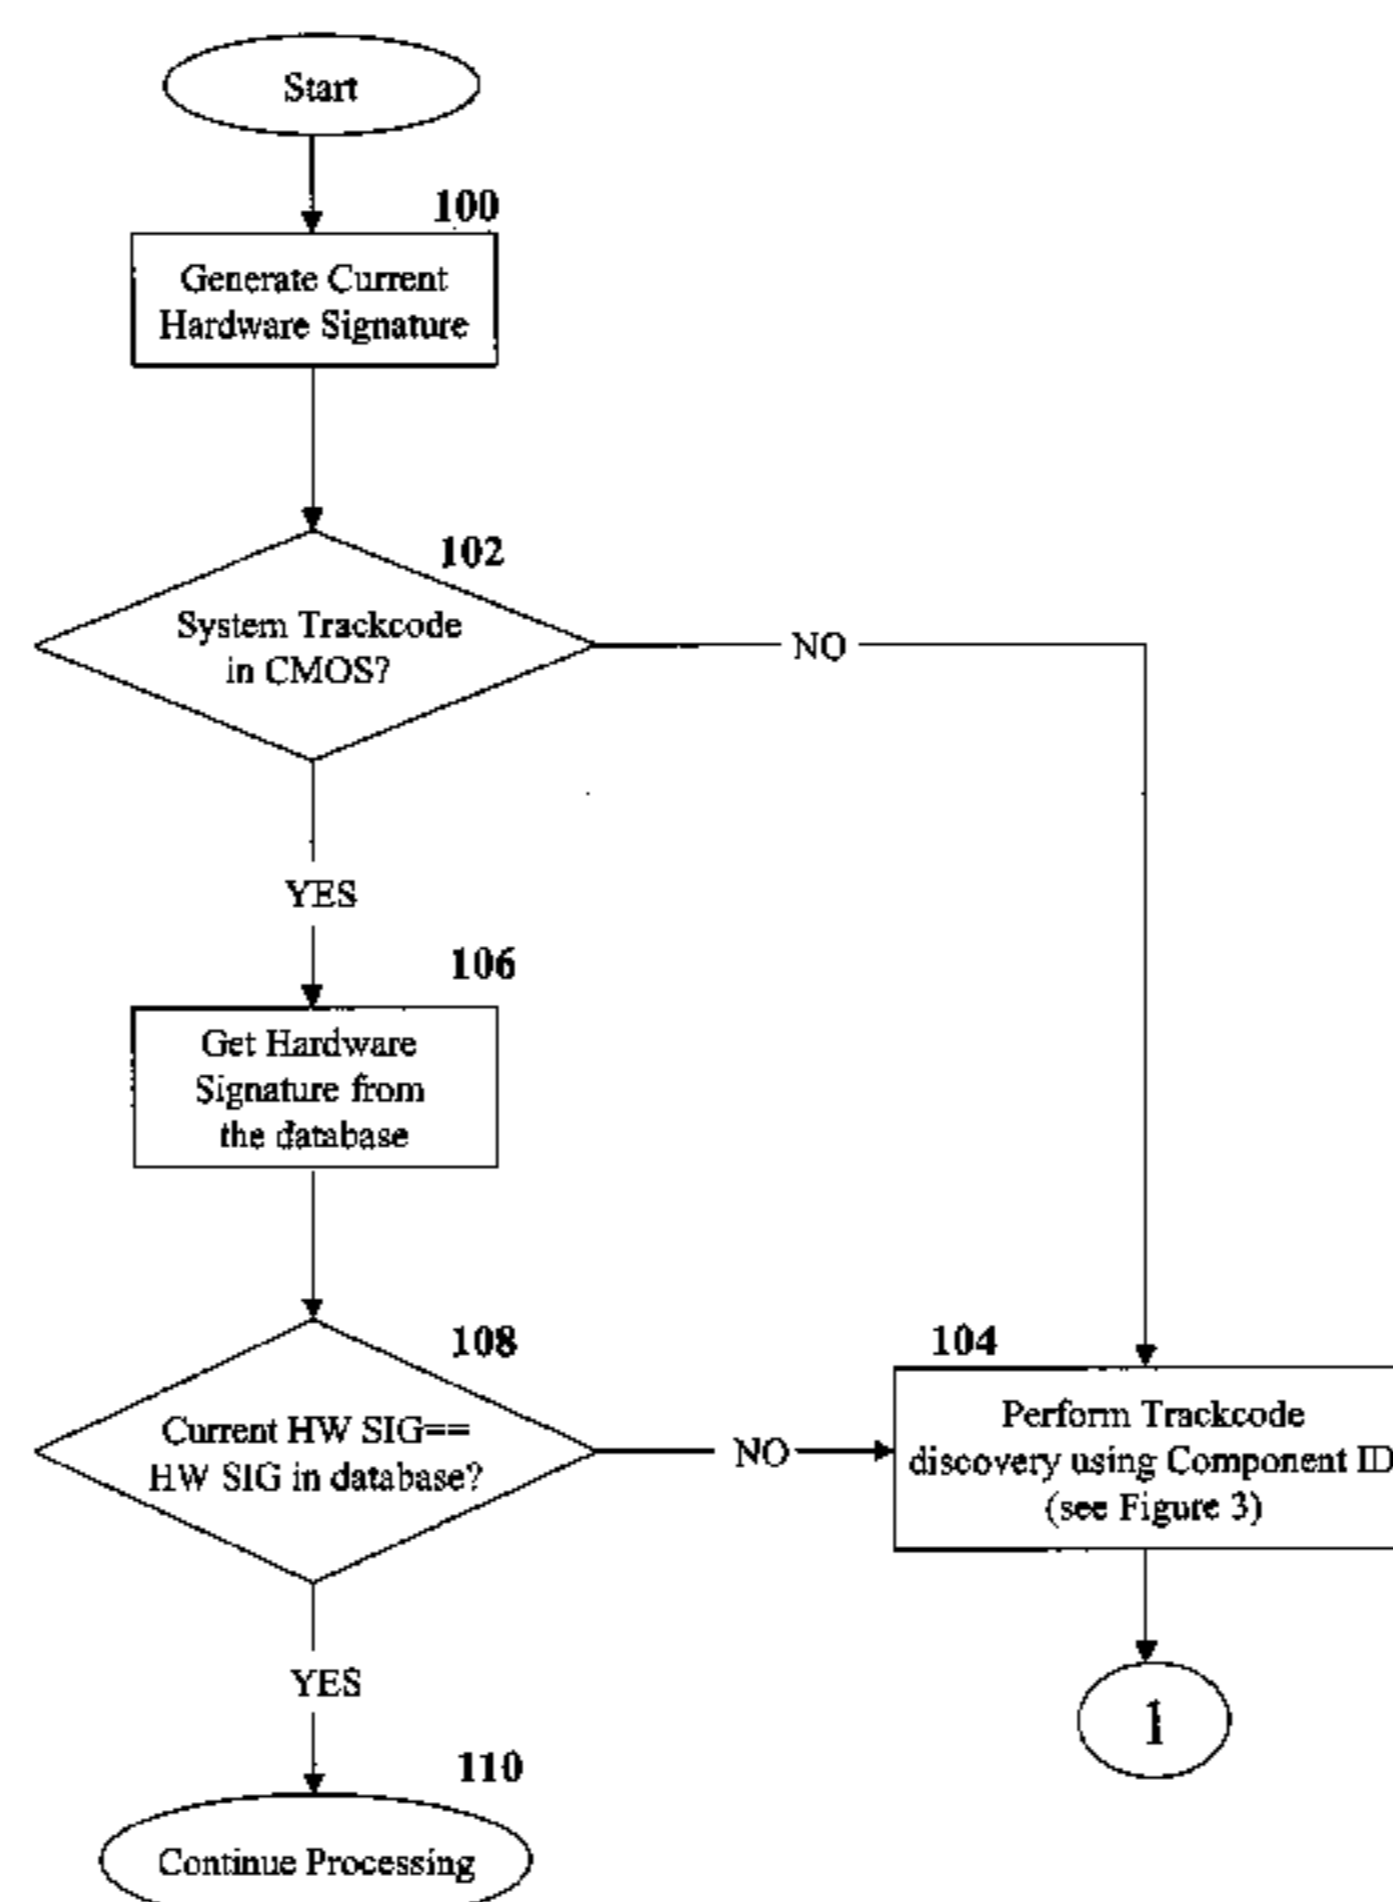 Start
100
Generate Current
Hardware Signature
102
System Trackcode
in CMOS?
NO
YES
106
Get Hardware
Signature from
the database
108
Current HW SIG==
HW SIG in database?
NO
104
Perform Trackcode
discovery using Component ID
(see Figure 3)
YES
1
110
Continue Processing